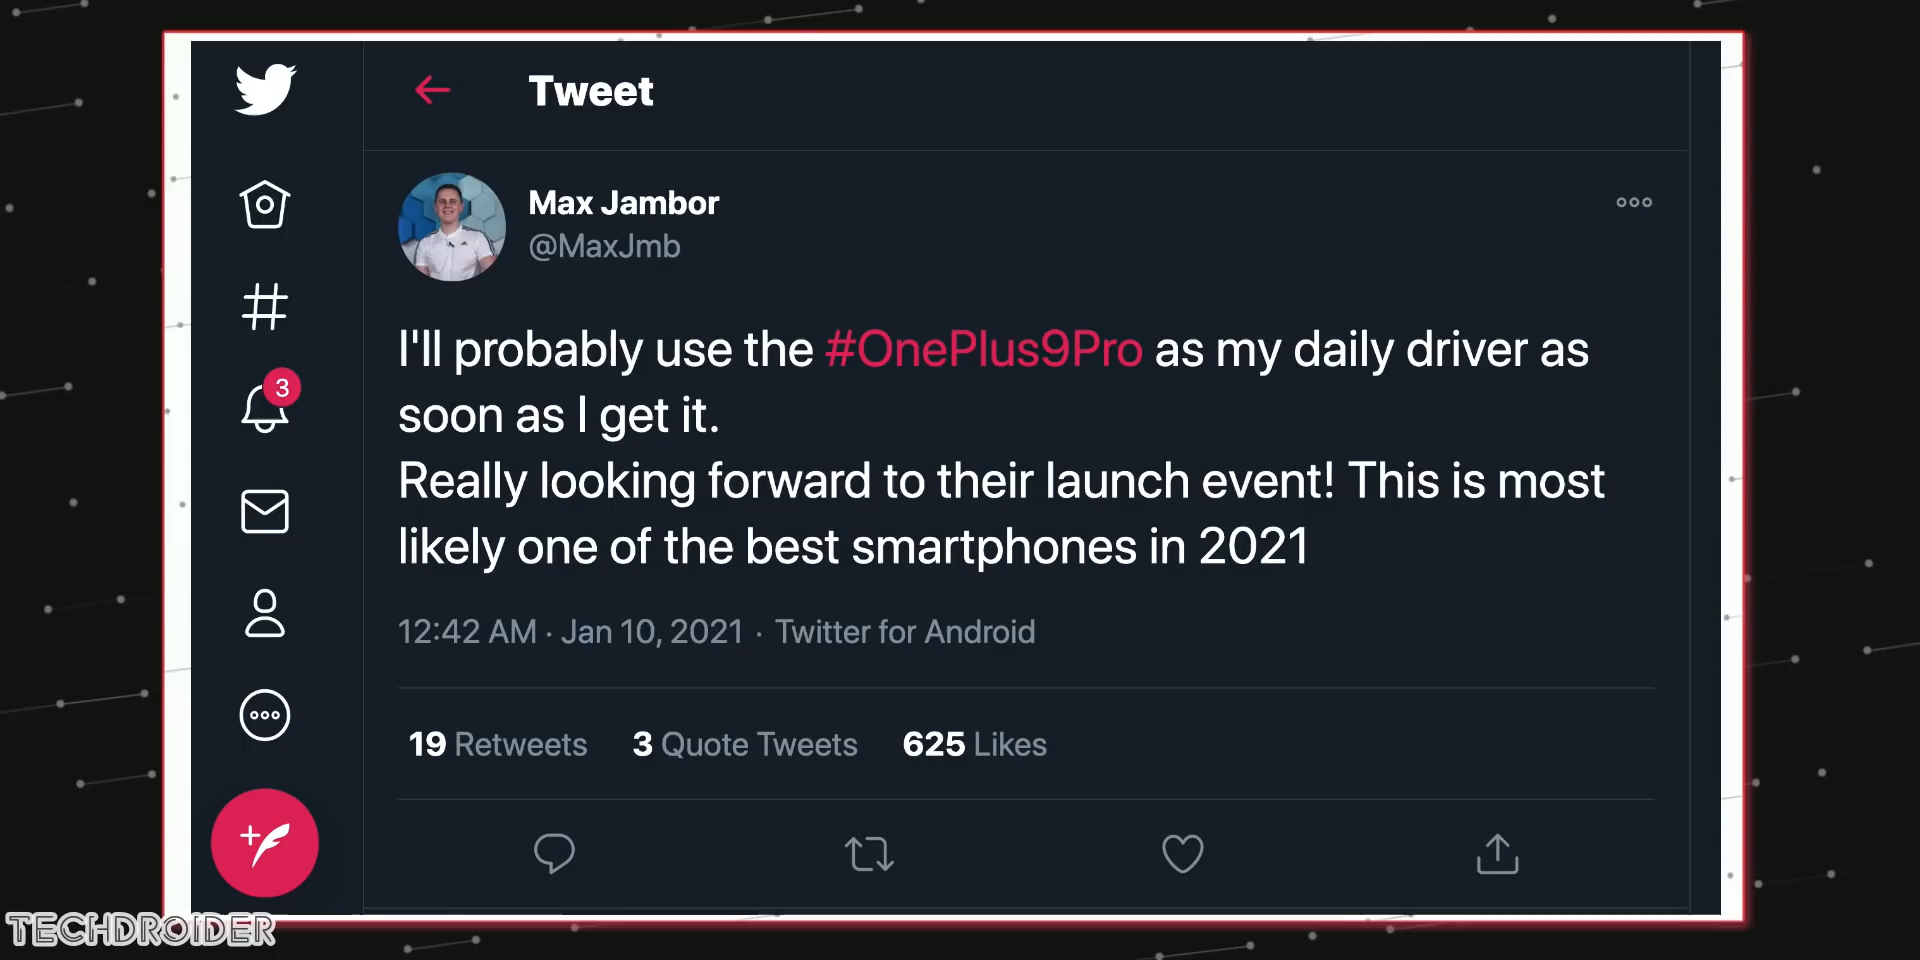 Tweet
Max Jambor
@MaxJmb
I'll probably use the #OnePlus9Pro as my daily driver as
soon as I get it.
Really looking forward to their launch event! This is most
likely one of the best smartphones in 2021
12:42 AM · Jan 10, 2021 · Twitter for Android
19 Retweets 3 Quote Tweets 625 Likes
3
TECHDROIDER